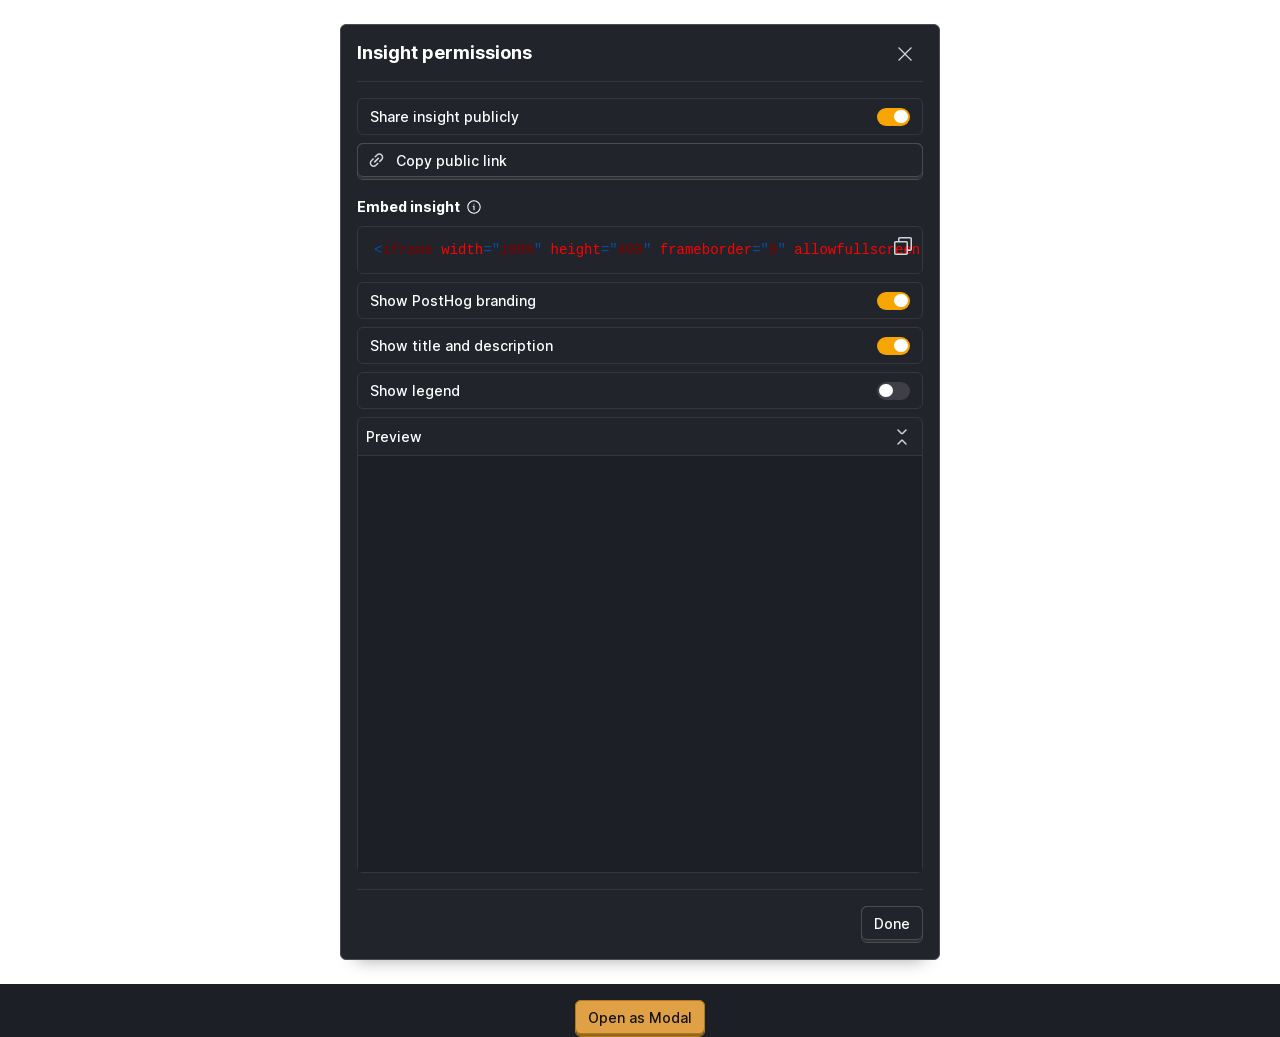 Insight permissions
Share insight publicly
Copy public link
Embed insight
<iframe width="100%" height="400" frameborder="0" allowfullscreen
Show PostHog branding
Show title and description
Show legend
Preview
Done
Open as Modal